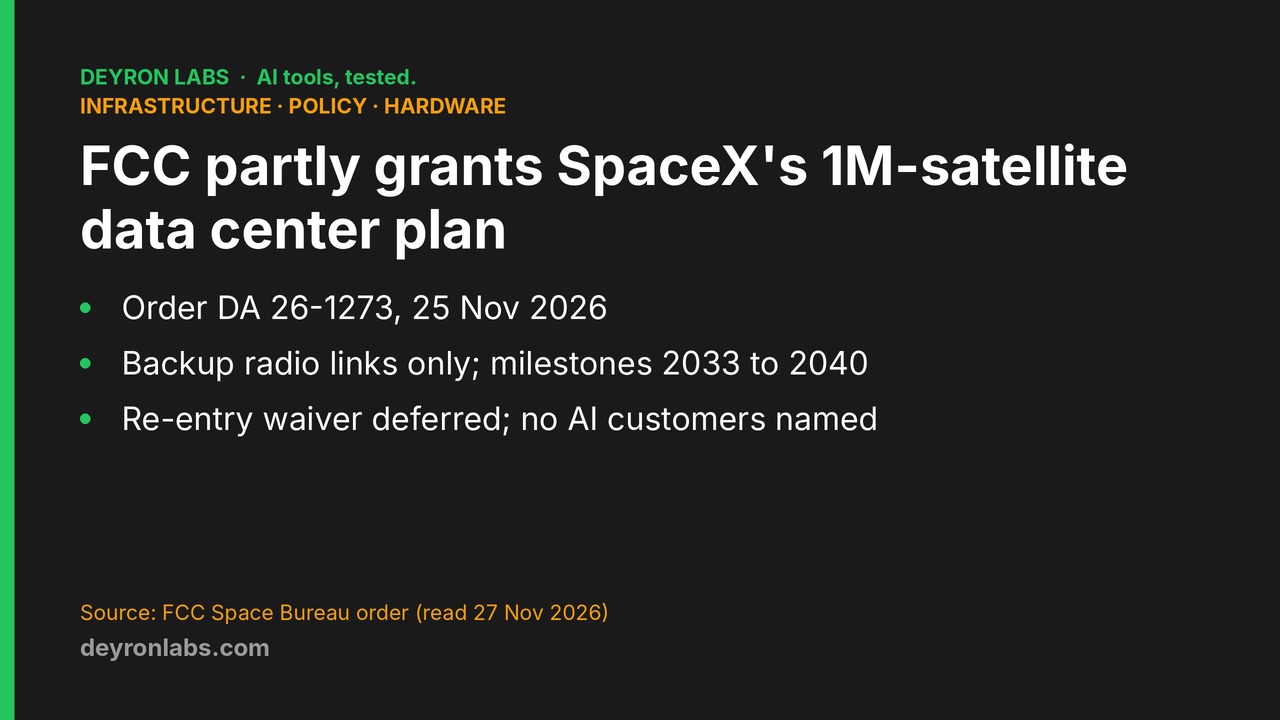 DEYRON LABS · AI tools, tested.
INFRASTRUCTURE · POLICY · HARDWARE
FCC partly grants SpaceX's 1M-satellite
data center plan
• Order DA 26-1273, 25 Nov 2026
• Backup radio links only; milestones 2033 to 2040
• Re-entry waiver deferred; no AI customers named
Source: FCC Space Bureau order (read 27 Nov 2026)
deyronlabs.com